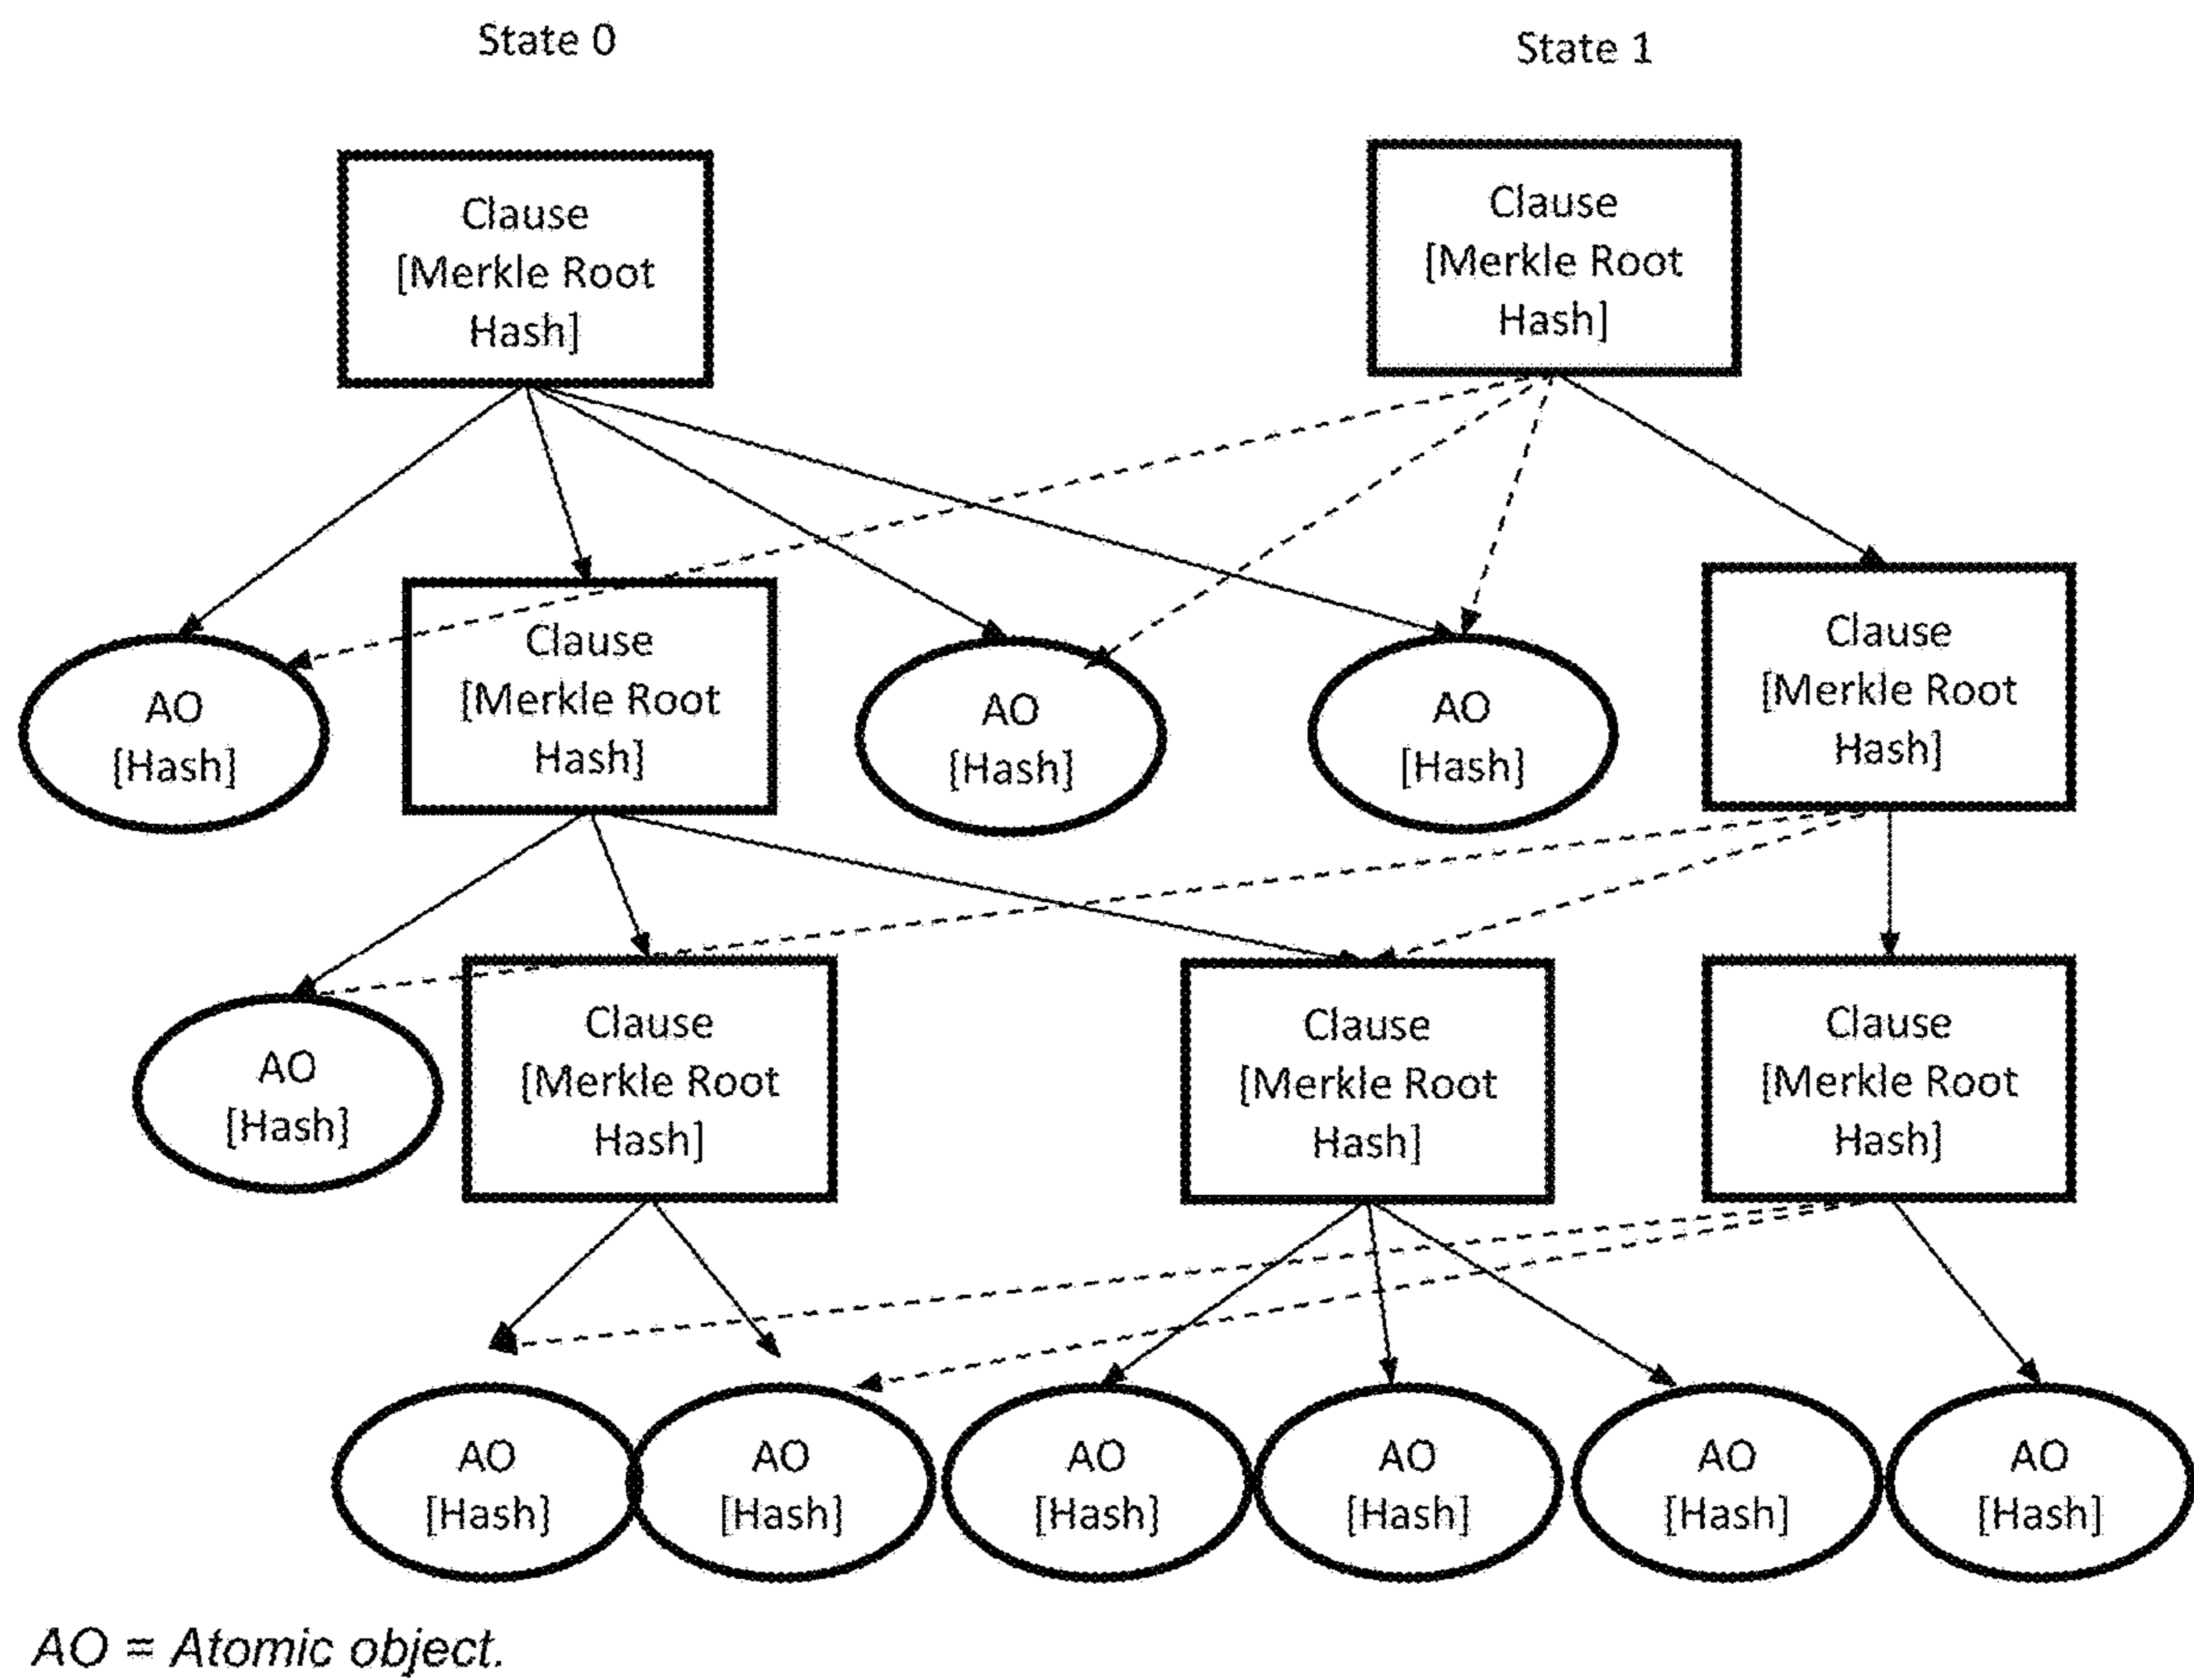 State 0
State 1
Clause
[Merkle Root
Hash]
Clause
[Merkle Root
Hash]
AO
[Hash]
Clause
[Merkle Root
Hash]
AO
[Hash]
AO
[Hash]
Clause
[Merkle Root
Hash]
AO
[Hash]
Clause
[Merkle Root
Hash]
Clause
[Merkle Root
Hash]
Clause
[Merkle Root
Hash]
AO
[Hash]
AO
[Hash]
AO
[Hash]
AO
[Hash]
AO
[Hash]
AO
[Hash]
AO = Atomic object.